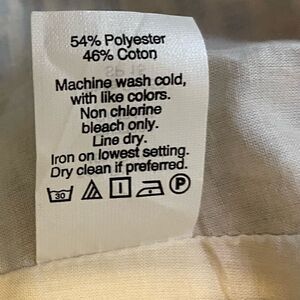 54% Polyester
46% Coton
Machine wash cold,
with like colors.
Non chlorine
bleach only.
Line dry.
Iron on lowest setting.
Dry clean if preferred.
30 P